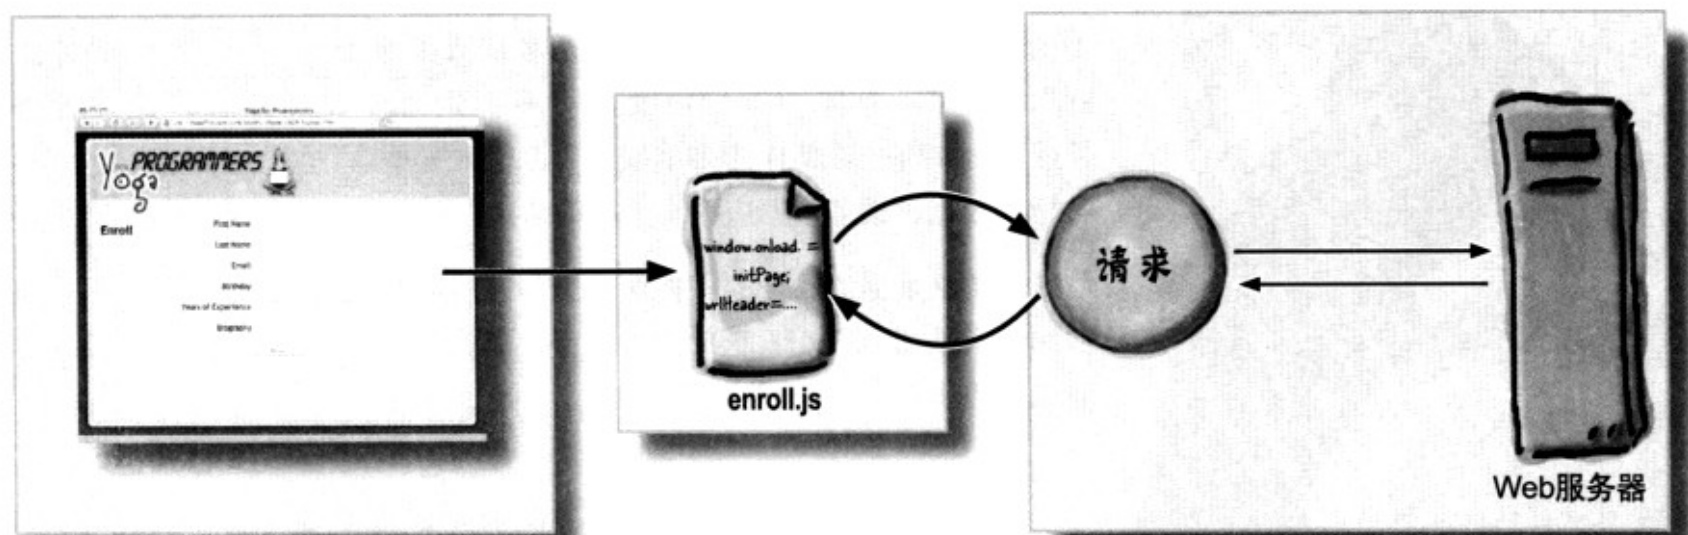 Yoga
PROGRAMMERS
Enroll
First Name
Last Name
Email
Birthday
Years of Experience
Biography
window.onload =
initPage;
enroll.js
请求
Web服务器